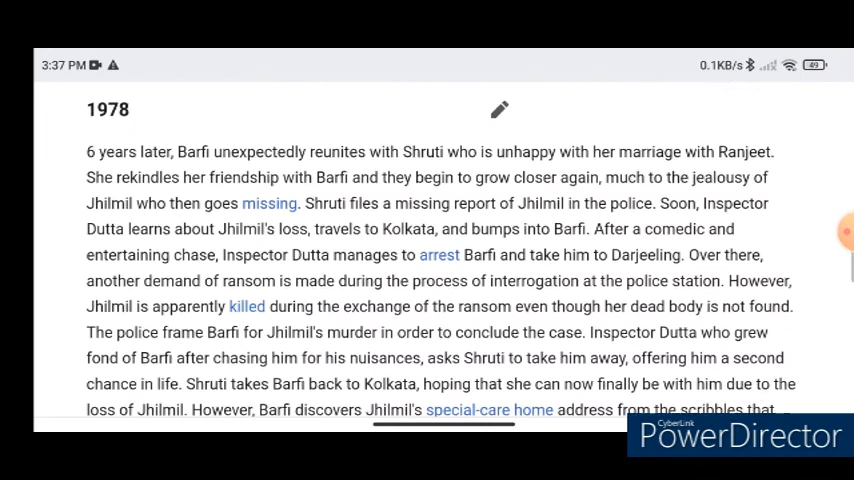 3:37 PM
0.1KB/s 49
1978
6 years later, Barfi unexpectedly reunites with Shruti who is unhappy with her marriage with Ranjeet.
She rekindles her friendship with Barfi and they begin to grow closer again, much to the jealousy of
Jhilmil who then goes missing. Shruti files a missing report of Jhilmil in the police. Soon, Inspector
Dutta learns about Jhilmil's loss, travels to Kolkata, and bumps into Barfi. After a comedic and
entertaining chase, Inspector Dutta manages to arrest Barfi and take him to Darjeeling. Over there,
another demand of ransom is made during the process of interrogation at the police station. However,
Jhilmil is apparently killed during the exchange of the ransom even though her dead body is not found.
The police frame Barfi for Jhilmil's murder in order to conclude the case. Inspector Dutta who grew
fond of Barfi after chasing him for his nuisances, asks Shruti to take him away, offering him a second
chance in life. Shruti takes Barfi back to Kolkata, hoping that she can now finally be with him due to the
loss of Jhilmil. However, Barfi discovers Jhilmil's special-care home address from the scribbles that
CyberLink
PowerDirector